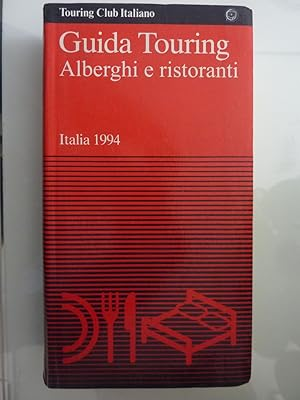 Touring Club Italiano
Guida Touring
Alberghi e ristoranti
Italia 1994